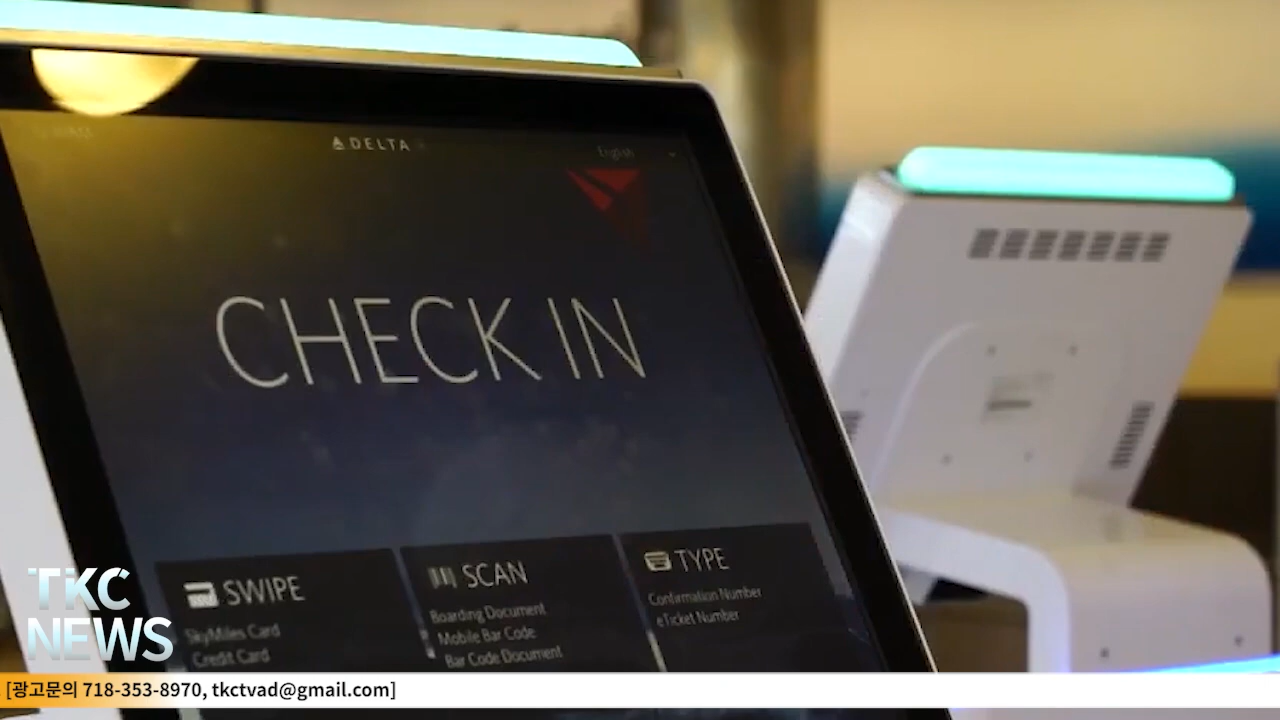 DELTA
English
CHECK IN
SWIPE
SkyMiles Card
Credit Card
SCAN
Boarding Document
Mobile Bar Code
Bar Code Document
TYPE
Confirmation Number
eTicket Number
TKC
NEWS
[광고문의 718-353-8970, tkctvad@gmail.com]